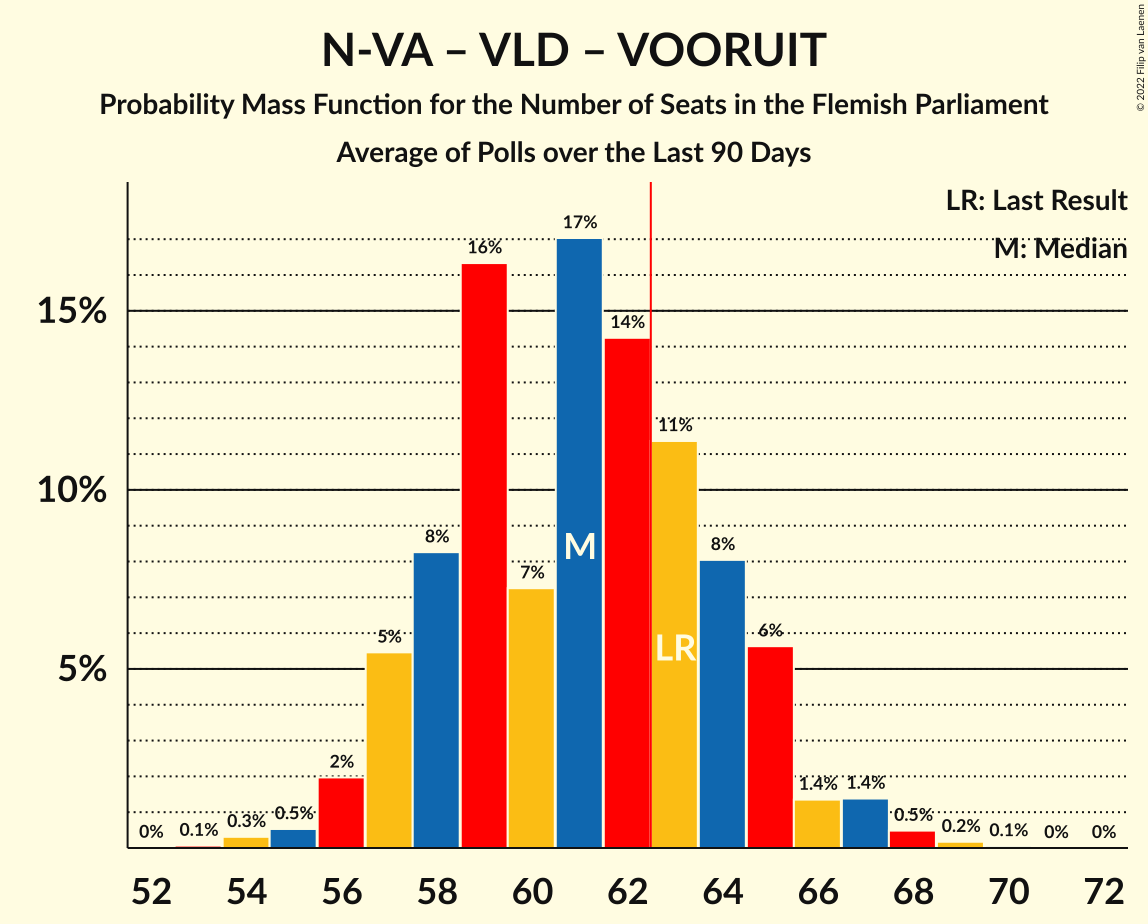 N-VA – VLD – VOORUIT
Probability Mass Function for the Number of Seats in the Flemish Parliament
Average of Polls over the Last 90 Days
© 2022 Filip van Laenen
LR: Last Result
M: Median
15%
10%
5%
0% 0.1% 0.3% 0.5% 2% 5% 8% 16% 7% 17% 14% 11% 8% 6% 1.4% 1.4% 0.5% 0.2% 0.1% 0% 0%
M
LR
52 54 56 58 60 62 64 66 68 70 72